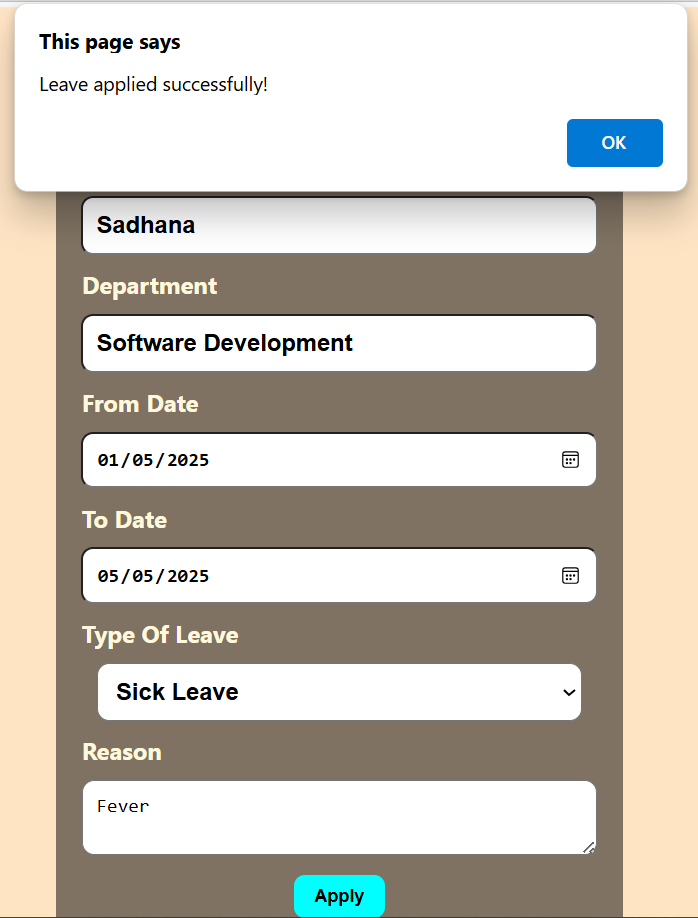 This page says
Leave applied successfully!
OK
Sadhana
Department
Software Development
From Date
01/05/2025
To Date
05/05/2025
Type Of Leave
Sick Leave
Reason
Fever
Apply